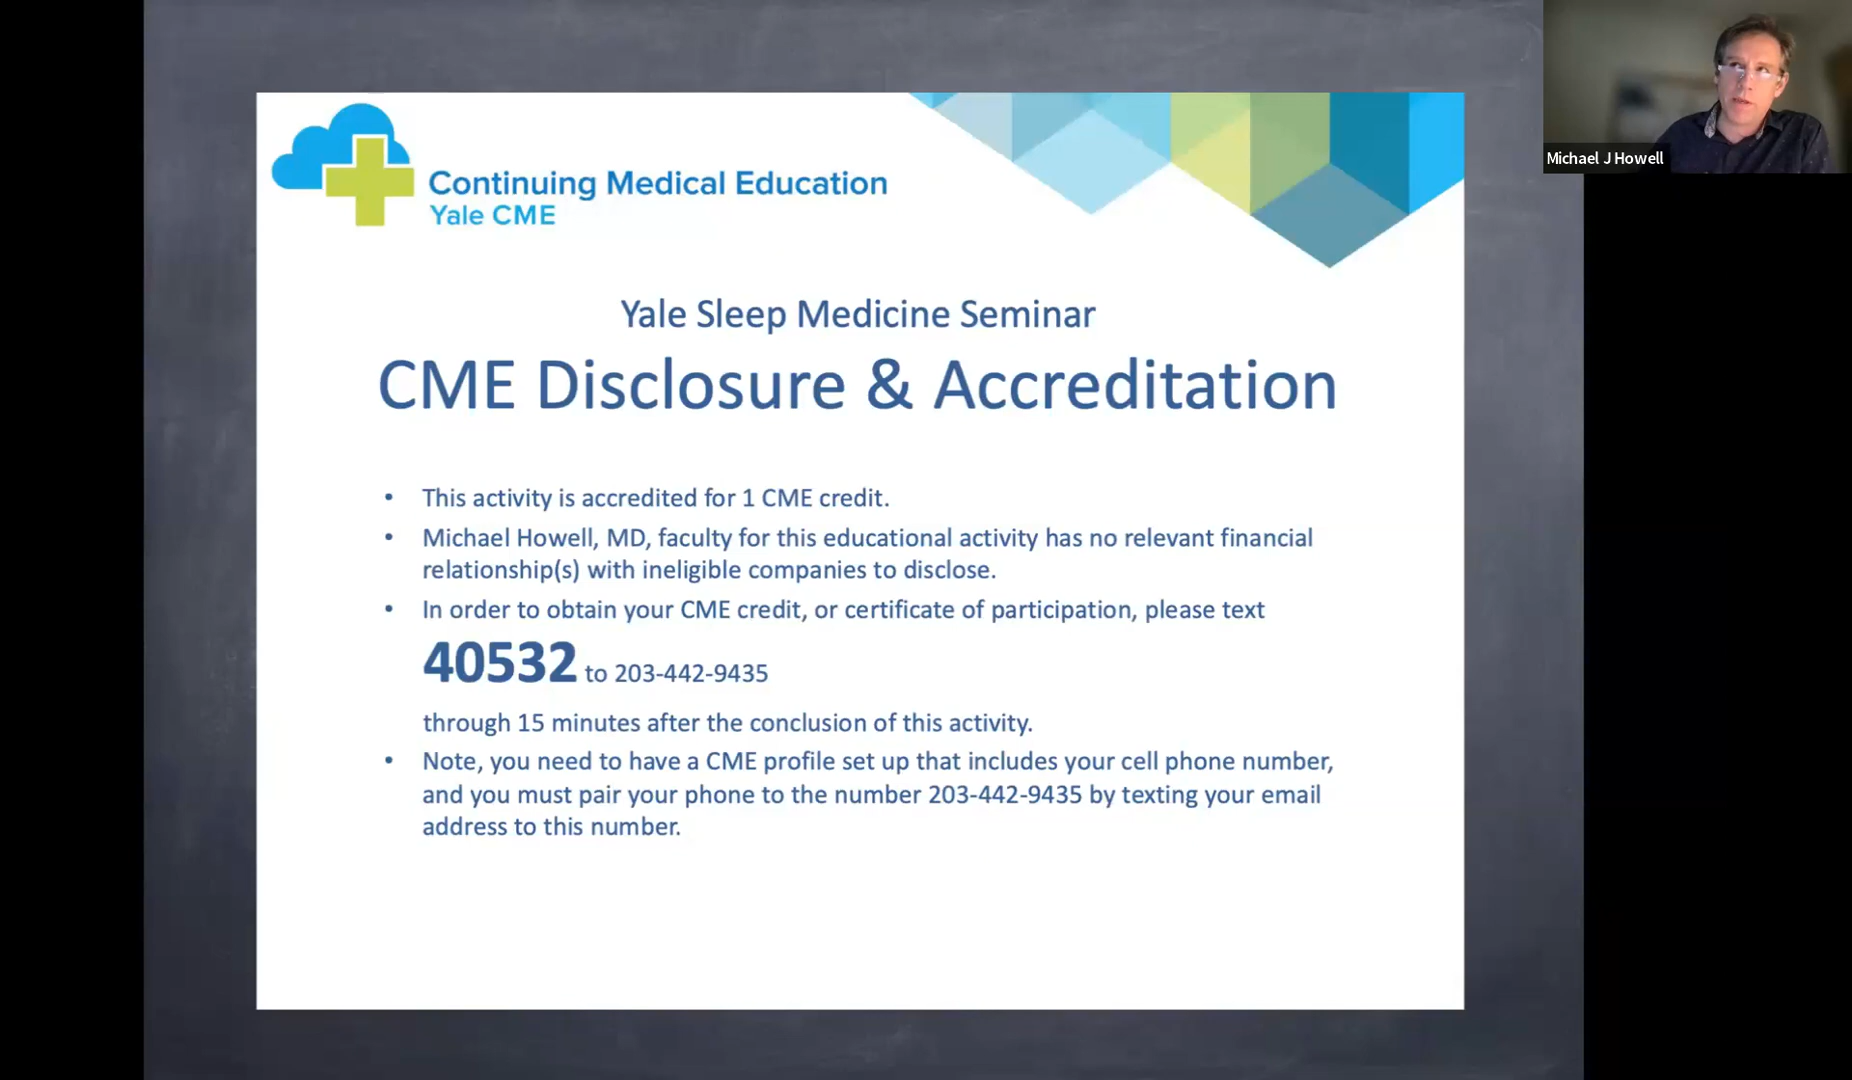 Continuing Medical Education
Yale CME
Michael J Howell
Yale Sleep Medicine Seminar
CME Disclosure & Accreditation
• This activity is accredited for 1 CME credit.
• Michael Howell, MD, faculty for this educational activity has no relevant financial
relationship(s) with ineligible companies to disclose.
• In order to obtain your CME credit, or certificate of participation, please text
40532 to 203-442-9435
through 15 minutes after the conclusion of this activity.
• Note, you need to have a CME profile set up that includes your cell phone number,
and you must pair your phone to the number 203-442-9435 by texting your email
address to this number.